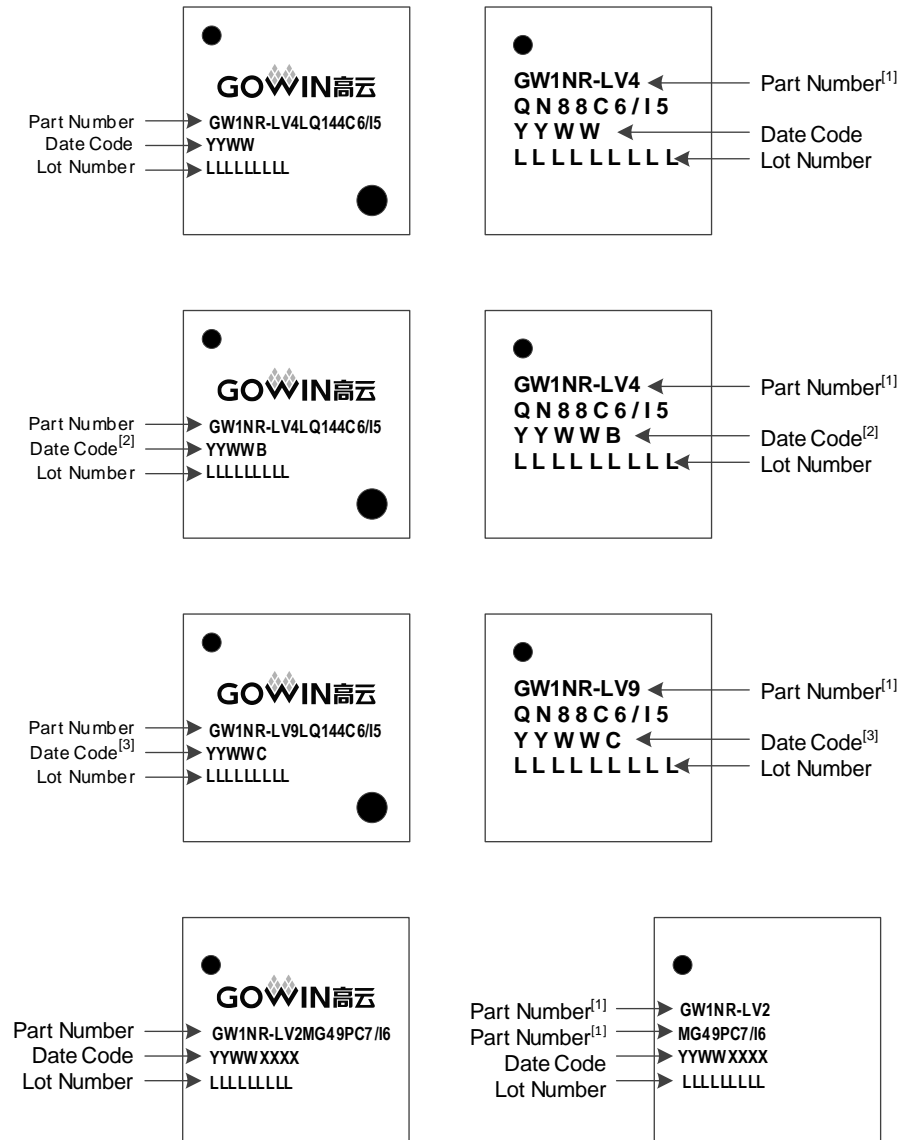 GOWIN高云
Part Number
GW1NR-LV4LQ144C6/I5
Date Code
YYWW
Lot Number
LLLLLLLLL
GW1NR-LV4
Part Number[1]
QN88C6/I5
YYWW
Date Code
LLLLLLLLL
Lot Number
GOWIN高云
Part Number
GW1NR-LV4LQ144C6/I5
Date Code[2]
YYWWB
Lot Number
LLLLLLLLL
GW1NR-LV4
Part Number[1]
QN88C6/I5
YYWWB
Date Code[2]
LLLLLLLLL
Lot Number
GOWIN高云
Part Number
GW1NR-LV9LQ144C6/I5
Date Code[3]
YYWWC
Lot Number
LLLLLLLLL
GW1NR-LV9
Part Number[1]
QN88C6/I5
YYWWC
Date Code[3]
LLLLLLLLL
Lot Number
GOWIN高云
Part Number
GW1NR-LV2MG49PC7/I6
Date Code
YYWWXXXX
Lot Number
LLLLLLLLL
Part Number[1]
GW1NR-LV2
Part Number[1]
MG49PC7/I6
Date Code
YYWWXXXX
Lot Number
LLLLLLLLL